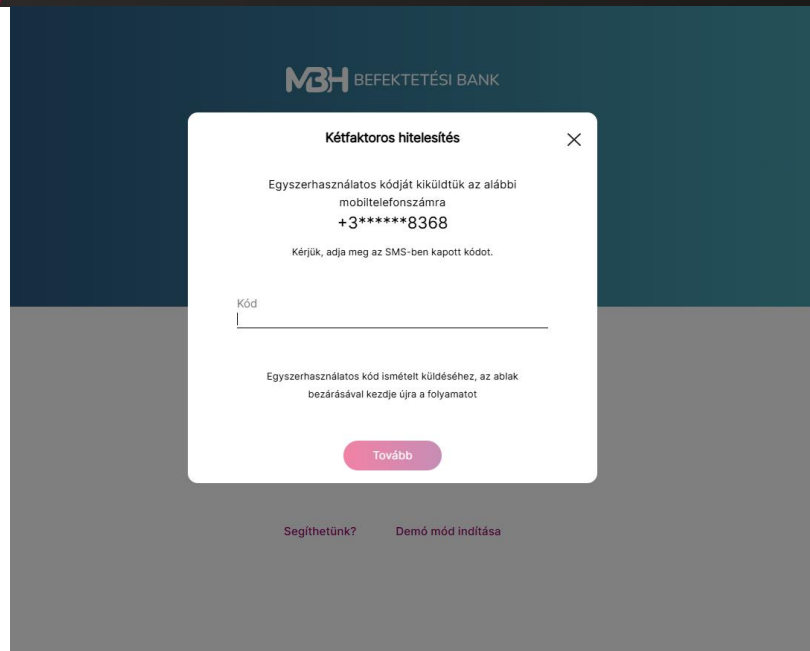 MBH BEFEKTETÉSI BANK
Kétfaktoros hitelesítés
Egyszerhasználatos kódját kiküldtük az alábbi
mobiltelefonszámra
+3******8368
Kérjük, adja meg az SMS-ben kapott kódot.
Kód
Egyszerhasználatos kód ismételt küldéséhez, az ablak
bezárásával kezdje újra a folyamatot
Tovább
Segíthetünk? Demó mód indítása